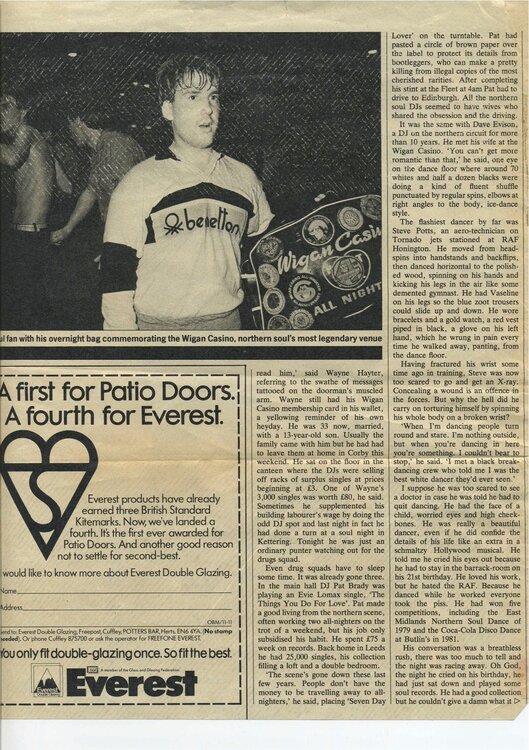 benetton
Wigan Casino
ALL NIGHT
ul fan with his overnight bag commemorating the Wigan Casino, northern soul's most legendary venue
A first for Patio Doors.
A fourth for Everest.
Everest products have already
earned three British Standard
Kitemarks. Now, we've landed a
fourth. It's the first ever awarded for
Patio Doors. And another good reason
not to settle for second-best.
would like to know more about Everest Double Glazing.
Name
Address
OBM/11-11
end to: Everest Double Glazing, Freepost, Cuffley, POTTERS BAR, Herts, EN6 4YA. (No stamp
needed). Or phone Cuffley 875700 or ask the operator for FREEFONE EVEREST.
You only fit double-glazing once. So fit the best.
A member of the Glass and Glazing Federation
Everest
read him,' said Wayne Hayter,
referring to the swathe of messages
tattooed on the doorman's muscled
arm. Wayne still had his Wigan
Casino membership card in his wallet,
a yellowing reminder of his own
heyday. He was 33 now, married,
with a 13-year-old son. Usually the
family came with him but he had had
to leave them at home in Corby this
weekend. He sat on the floor in the
canteen where the DJs were selling
off racks of surplus singles at prices
beginning at £3. One of Wayne's
3,000 singles was worth £80, he said.
Sometimes he supplemented his
building labourer's wage by doing the
odd DJ spot and last night in fact he
had done a turn at a soul night in
Kettering. Tonight he was just an
ordinary punter watching out for the
drugs squad.
Even drug squads have to sleep
some time. It was already gone three.
In the main hall DJ Pat Brady was
playing an Evie Lomax single, 'The
Things You Do For Love'. Pat made
a good living from the northern scene,
often working two all-nighters on the
trot of a weekend, but his job only
subsidised his habit. He spent £75 a
week on records. Back home in Leeds
he had 25,000 singles, his collection
filling a loft and a double bedroom.
'The scene's gone down these last
few years. People don't have the
money to be travelling away to all-
nighters,' he said, placing 'Seven Day
Lover' on the turntable. Pat had
pasted a circle of brown paper over
the label to protect its details from
bootleggers, who can make a pretty
killing from illegal copies of the most
cherished rarities. After completing
his stint at the Fleet at 4am Pat had to
drive to Edinburgh. All the northern
soul DJs seemed to have wives who
shared the obsession and the driving.
It was the same with Dave Evison,
a DJ on the northern circuit for more
than 10 years. He met his wife at the
Wigan Casino. 'You can't get more
romantic than that,' he said, one eye
on the dance floor where around 70
whites and half a dozen blacks were
doing a kind of fluent shuffle
punctuated by regular spins, elbows at
right angles to the body, ice-dance
style.
The flashiest dancer by far was
Steve Potts, an aero-technician on
Tornado jets stationed at RAF
Honington. He moved from head-
spins into handstands and backflips,
then danced horizontal to the polish-
ed wood, spinning on his hands and
kicking his legs in the air like some
demented gymnast. He had Vaseline
on his legs so the blue zoot trousers
could slide up and down. He wore
bracelets and a gold watch, a red vest
piped in black, a glove on his left
hand, which he wrung in pain every
time he walked away, panting, from
the dance floor.
Having fractured his wrist some
time ago in training, Steve was now
too scared to go and get an X-ray.
Concealing a wound is an offence in
the forces. But why the hell did he
carry on torturing himself by spinning
his whole body on a broken wrist?
'When I'm dancing people turn
round and stare. I'm nothing outside,
but when you're dancing in here
you're something. I couldn't bear to
stop,' he said. 'I met a black break-
dancing crew who told me I was the
best white dancer they'd ever seen.'
I suppose he was too scared to see
a doctor in case he was told he had to
quit dancing. He had the face of a
child, worried eyes and high cheek-
bones. He was really a beautiful
dancer, even if he did confide the
details of his life like an extra in a
schmaltzy Hollywood musical. He
told me he cried his eyes out because
he had to stay in the barrack-room on
his 21st birthday. He loved his work,
but he hated the RAF. Because he
danced while he worked everyone
took the piss. He had won five
competitions, including the East
Midlands Northern Soul Dance of
1979 and the Coca-Cola Disco Dance
at Butlin's in 1981.
His conversation was a breathless
rush, there was too much to tell and
the night was racing away. Oh God,
the night he cried on his birthday, he
had just sat down and played some
soul records. He had a good collection
but he couldn't give a damn what it ▷